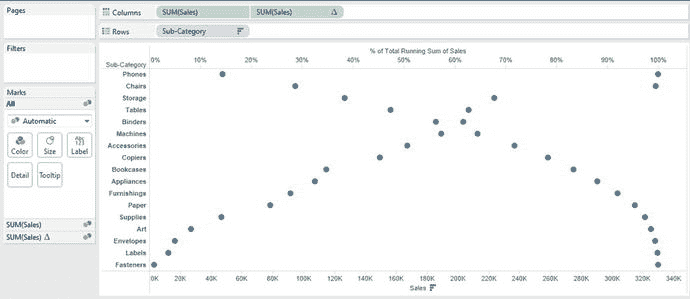 Pages
Columns SUM(Sales) SUM(Sales) Δ
Rows Sub-Category
Filters
% of Total Running Sum of Sales
0% 10% 20% 30% 40% 50% 60% 70% 80% 90% 100%
Sub-Category
Phones
Chairs
Storage
Tables
Binders
Machines
Accessories
Copiers
Bookcases
Appliances
Furnishings
Paper
Supplies
Art
Envelopes
Labels
Fasteners
0K 20K 40K 60K 80K 100K 120K 140K 160K 180K 200K 220K 240K 260K 280K 300K 320K 340K
Sales
Marks
All
Automatic
Color Size Abc 123 Label
Detail Tooltip
SUM(Sales)
SUM(Sales) Δ